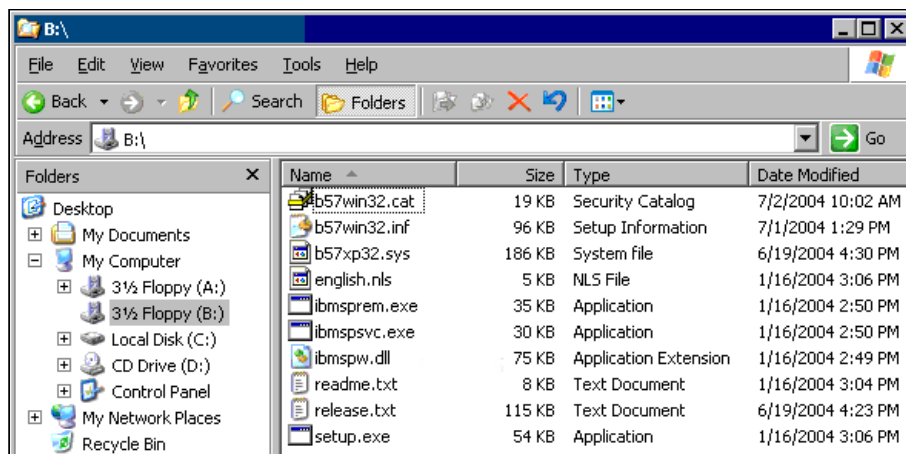 B:\
File Edit View Favorites Tools Help
Back Search Folders
Address B:\ Go
Folders
Desktop
My Documents
My Computer
3½ Floppy (A:)
3½ Floppy (B:)
Local Disk (C:)
CD Drive (D:)
Control Panel
My Network Places
Recycle Bin
Name Size Type Date Modified
b57win32.cat 19 KB Security Catalog 7/2/2004 10:02 AM
b57win32.inf 96 KB Setup Information 7/1/2004 1:29 PM
b57xp32.sys 186 KB System file 6/19/2004 4:30 PM
english.nls 5 KB NLS File 1/16/2004 3:06 PM
ibmsprem.exe 35 KB Application 1/16/2004 2:50 PM
ibmspsvc.exe 30 KB Application 1/16/2004 2:50 PM
ibmspw.dll 75 KB Application Extension 1/16/2004 2:49 PM
readme.txt 8 KB Text Document 1/16/2004 3:04 PM
release.txt 115 KB Text Document 6/19/2004 4:23 PM
setup.exe 54 KB Application 1/16/2004 3:06 PM